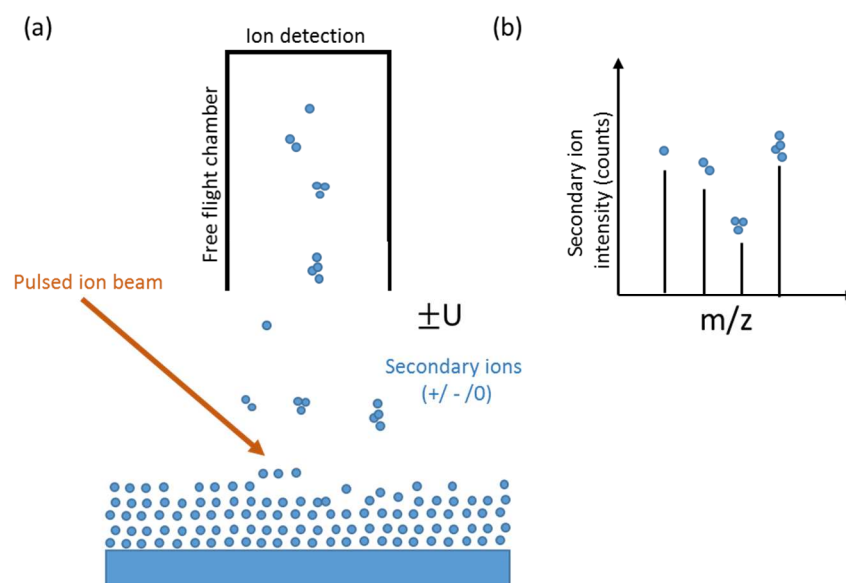 (a)
Ion detection
Free flight chamber
Pulsed ion beam
±U
Secondary ions
(+/ - /0)
(b)
Secondary ion
intensity (counts)
m/z